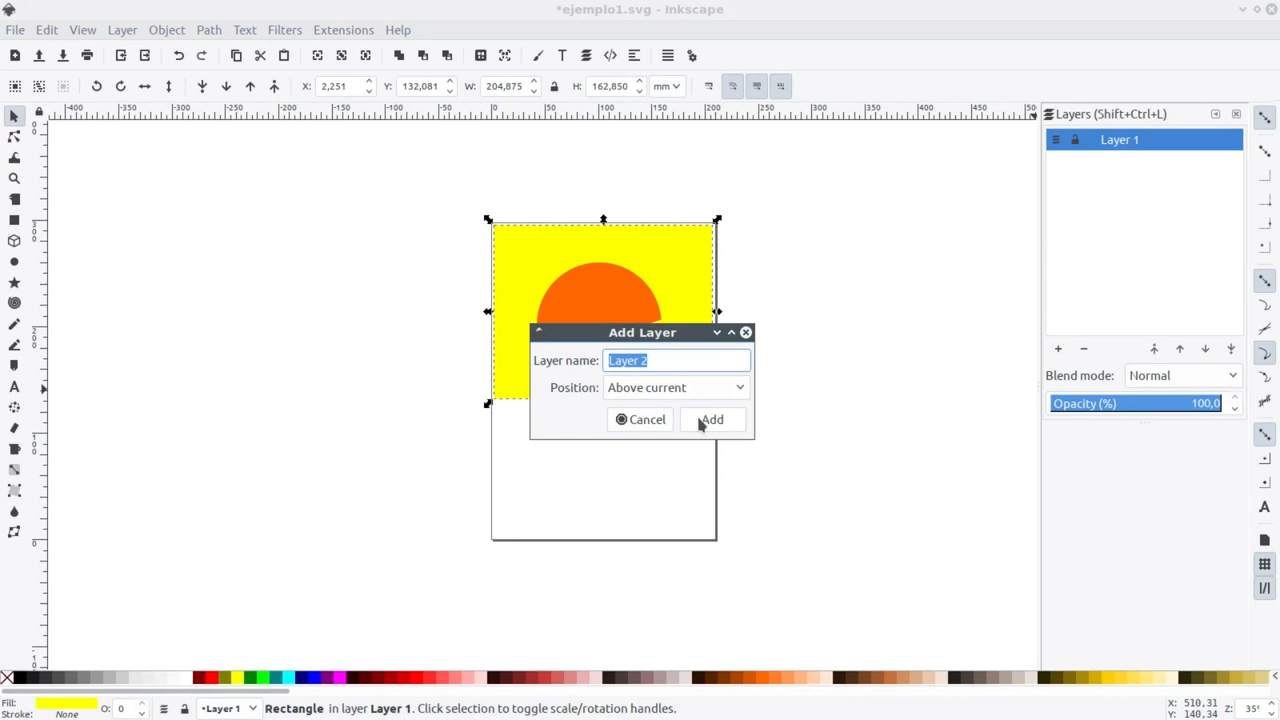 *ejemplo1.svg - Inkscape
File Edit View Layer Object Path Text Filters Extensions Help
X: 2,251 Y: 132,081 W: 204,875 H: 162,850 mm
Layers (Shift+L)
Layer 1
Add Layer
Layer name: Layer 2
Position: Above current
Cancel Add
Blend mode: Normal
Opacity (%) 100,0
Fill:
Stroke: None
O: 0
•Layer 1
Rectangle in layer Layer 1. Click selection to toggle scale/rotation handles.
X: 510,31
Y: 140,34
Z: 35%